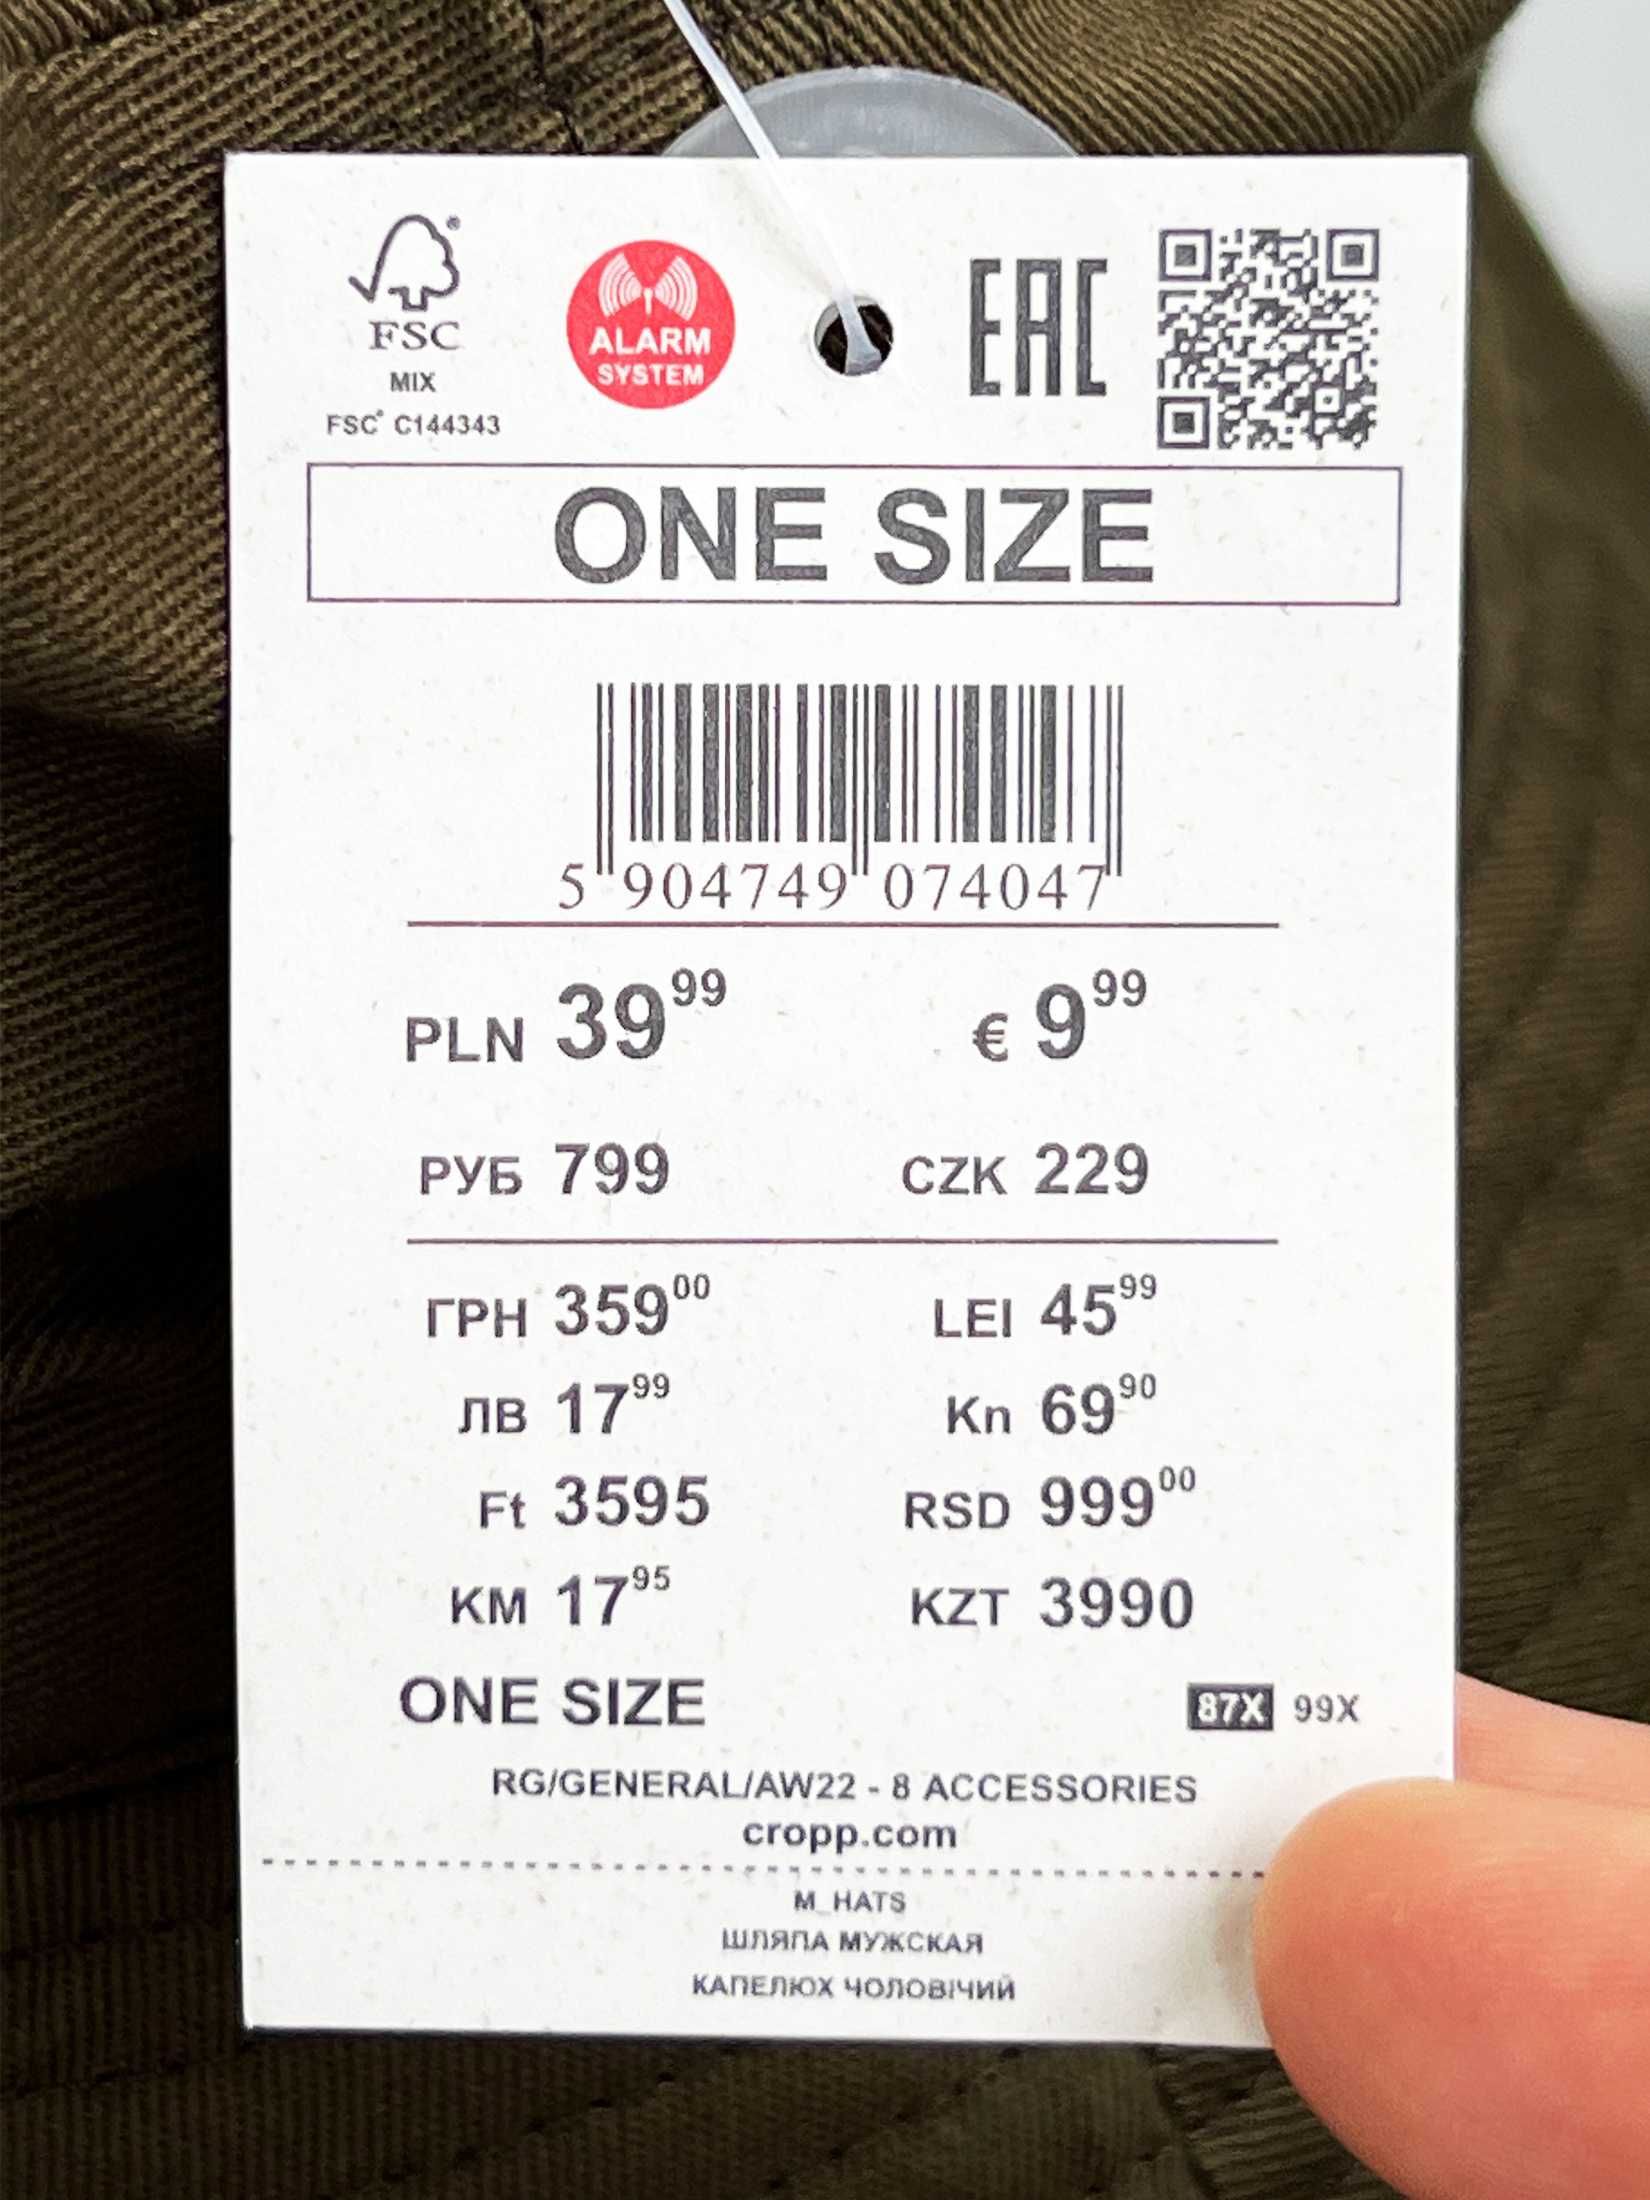 FSC
MIX
FSC® C144343
ALARM
SYSTEM
EAC
ONE SIZE
5 904749 074047
PLN 39 99 € 9 99
РУБ 799 CZK 229
ГРН 359 00 LEI 45 99
ЛВ 17 99 Kn 69 90
Ft 3595 RSD 999 00
KM 17 95 KZT 3990
ONE SIZE 87X 99X
RG/GENERAL/AW22 - 8 ACCESSORIES
cropp.com
M_HATS
ШЛЯПА МУЖСКАЯ
КАПЕЛЮХ ЧОЛОВІЧИЙ